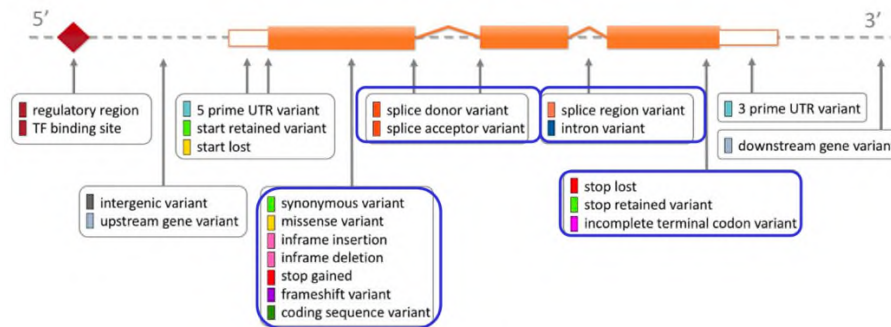 5’
3’
regulatory region
TF binding site
5 prime UTR variant
start retained variant
start lost
splice donor variant
splice acceptor variant
splice region variant
intron variant
3 prime UTR variant
downstream gene variant
intergenic variant
upstream gene variant
synonymous variant
missense variant
inframe insertion
inframe deletion
stop gained
frameshift variant
coding sequence variant
stop lost
stop retained variant
incomplete terminal codon variant